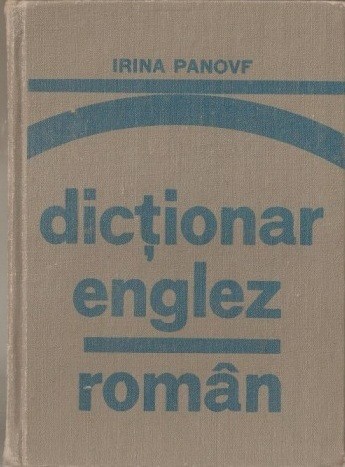 IRINA PANOVF
dicționar
englez
român